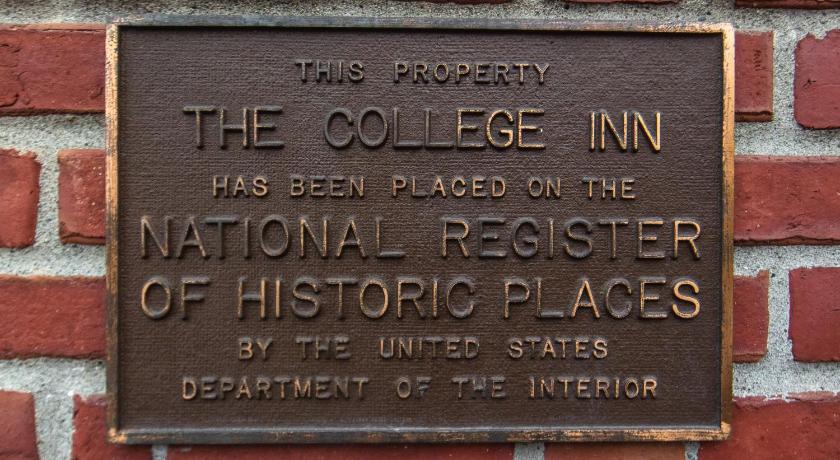 THIS PROPERTY
THE COLLEGE INN
HAS BEEN PLACED ON THE
NATIONAL REGISTER
OF HISTORIC PLACES
BY THE UNITED STATES
DEPARTMENT OF THE INTERIOR